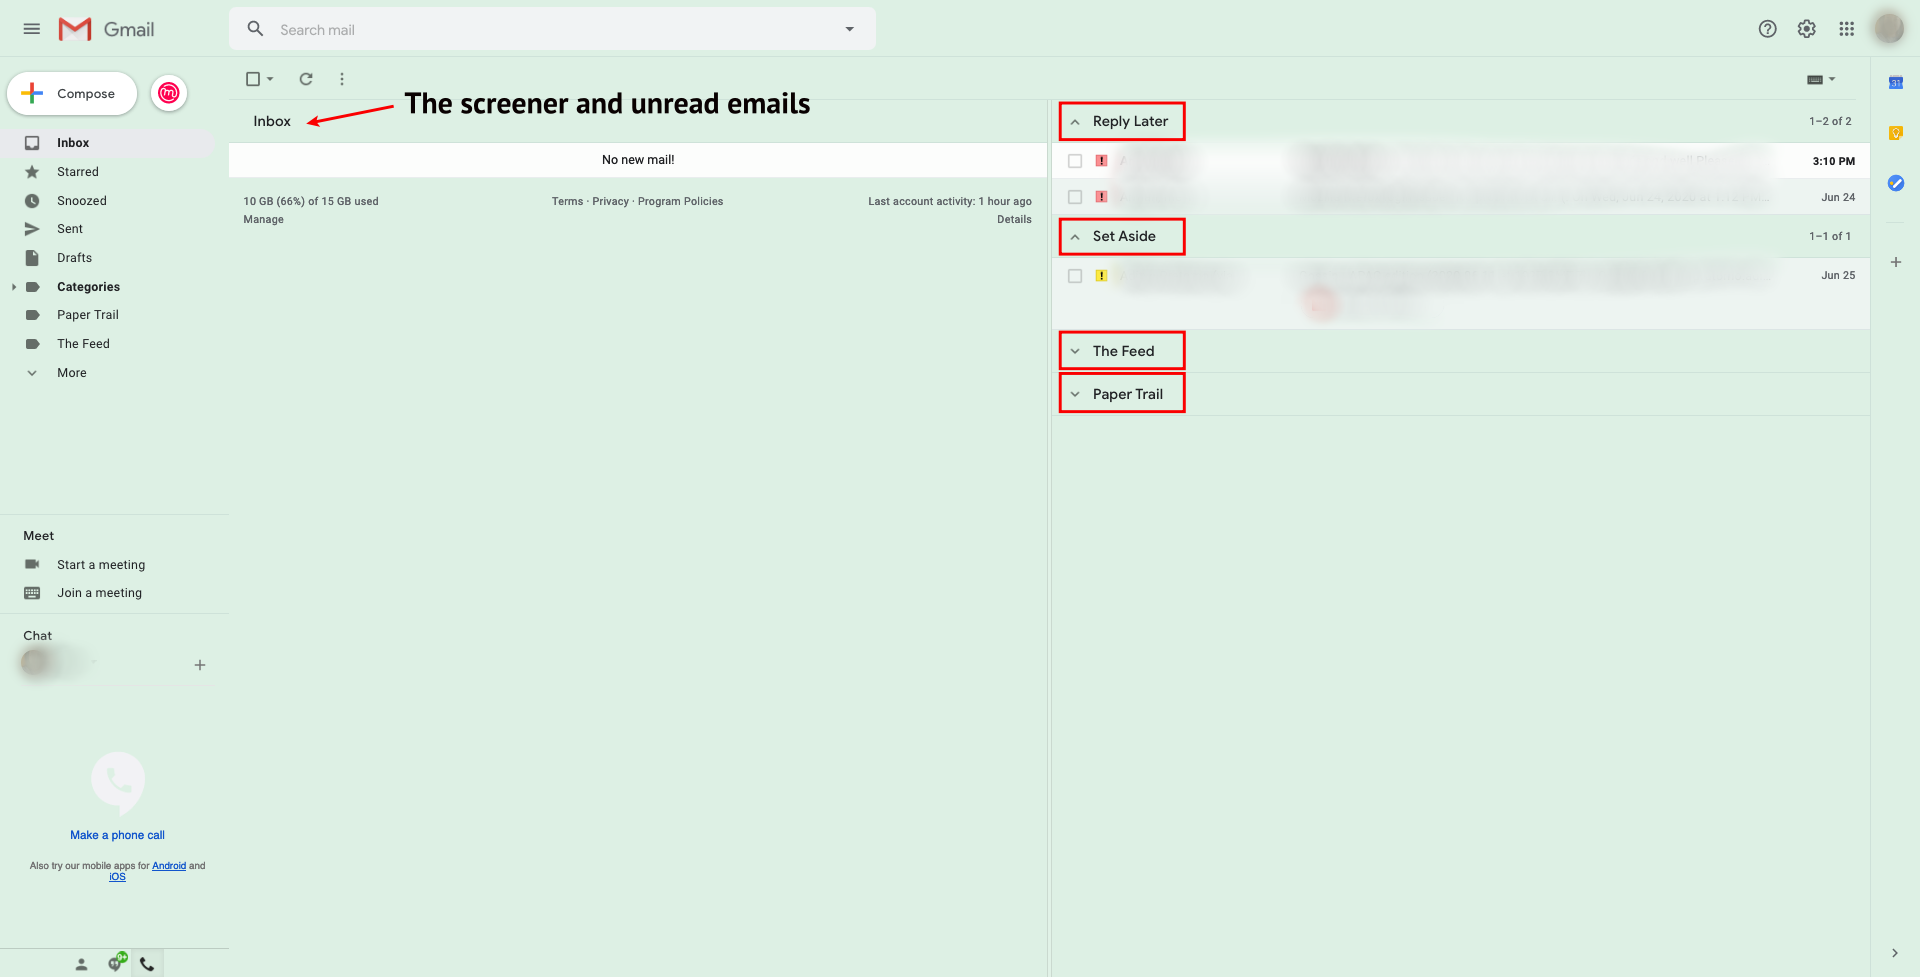 Gmail
Search mail
Compose
Inbox
Starred
Snoozed
Sent
Drafts
Categories
Paper Trail
The Feed
More
Meet
Start a meeting
Join a meeting
Chat
Make a phone call
Also try our mobile apps for Android and
iOS
9+
The screener and unread emails
Inbox
No new mail!
10 GB (66%) of 15 GB used
Manage
Terms · Privacy · Program Policies
Last account activity: 1 hour ago
Details
Reply Later
1–2 of 2
3:10 PM
Jun 24
Set Aside
1–1 of 1
Jun 25
The Feed
Paper Trail
31